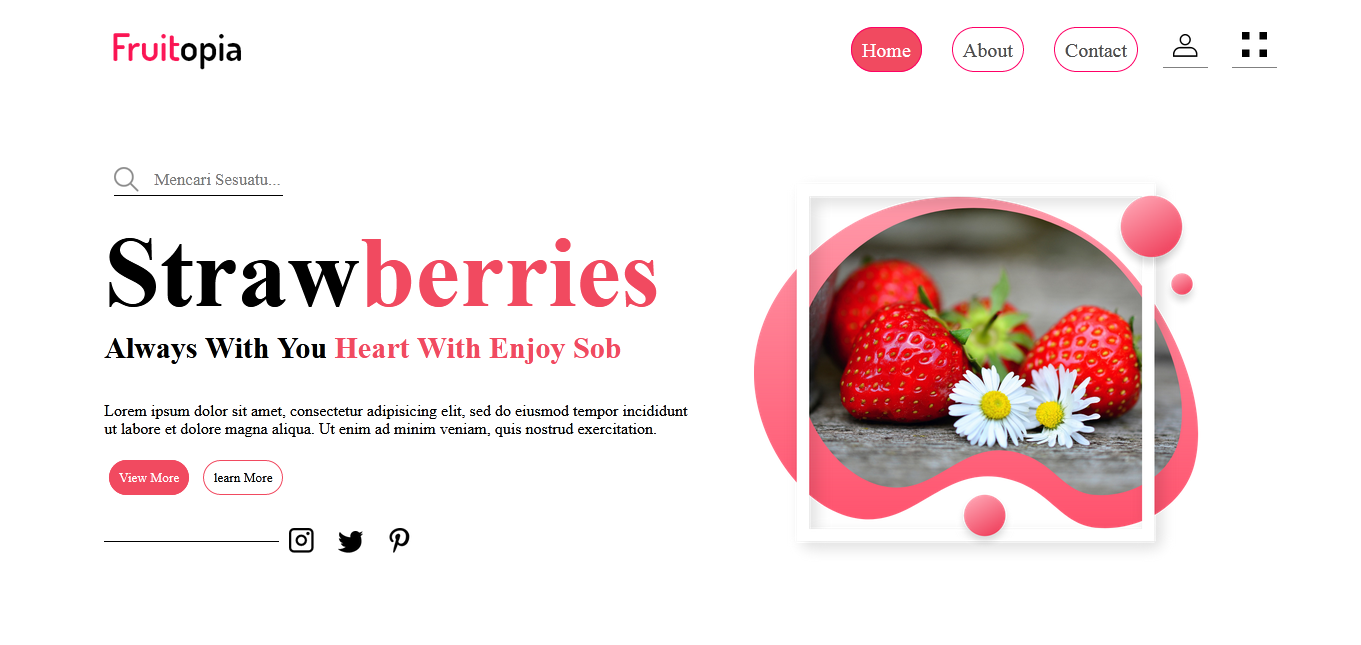 Fruitopia
Home
About
Contact
Mencari Sesuatu...
Strawberries
Always With You Heart With Enjoy Sob
Lorem ipsum dolor sit amet, consectetur adipisicing elit, sed do eiusmod tempor incididunt
ut labore et dolore magna aliqua. Ut enim ad minim veniam, quis nostrud exercitation.
View More
learn More